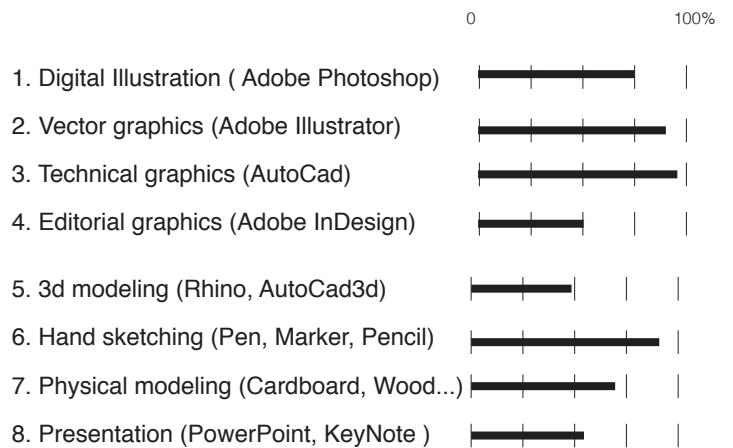 0 100%
1. Digital Illustration ( Adobe Photoshop)
2. Vector graphics (Adobe Illustrator)
3. Technical graphics (AutoCad)
4. Editorial graphics (Adobe InDesign)
5. 3d modeling (Rhino, AutoCad3d)
6. Hand sketching (Pen, Marker, Pencil)
7. Physical modeling (Cardboard, Wood...)
8. Presentation (PowerPoint, KeyNote )